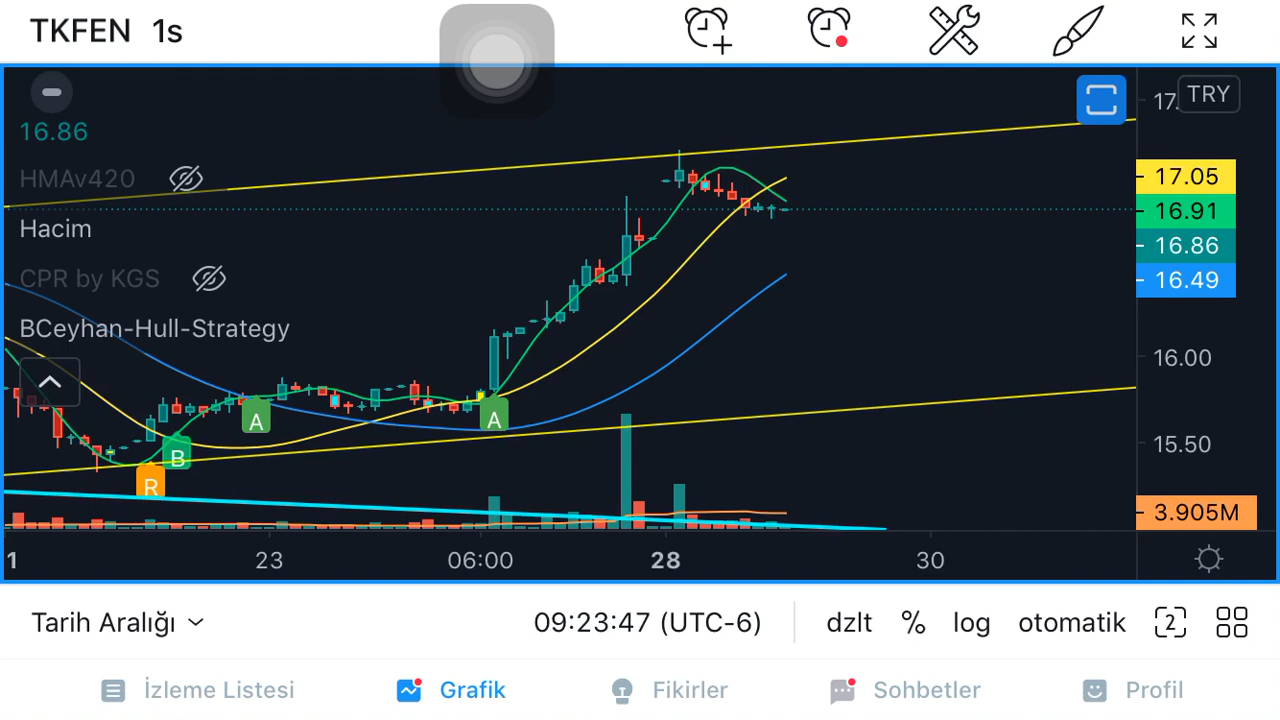 TKFEN 1s
17. TRY
16.86
17.05
HMAv420
16.91
Hacim
16.86
CPR by KGS
16.49
BCeyhan-Hull-Strategy
16.00
A
A
15.50
B
R
3.905M
1 23 06:00 28 30
Tarih Aralığı 09:23:47 (UTC-6) dzlt % log otomatik 2
İzleme Listesi Grafik Fikirler Sohbetler Profil